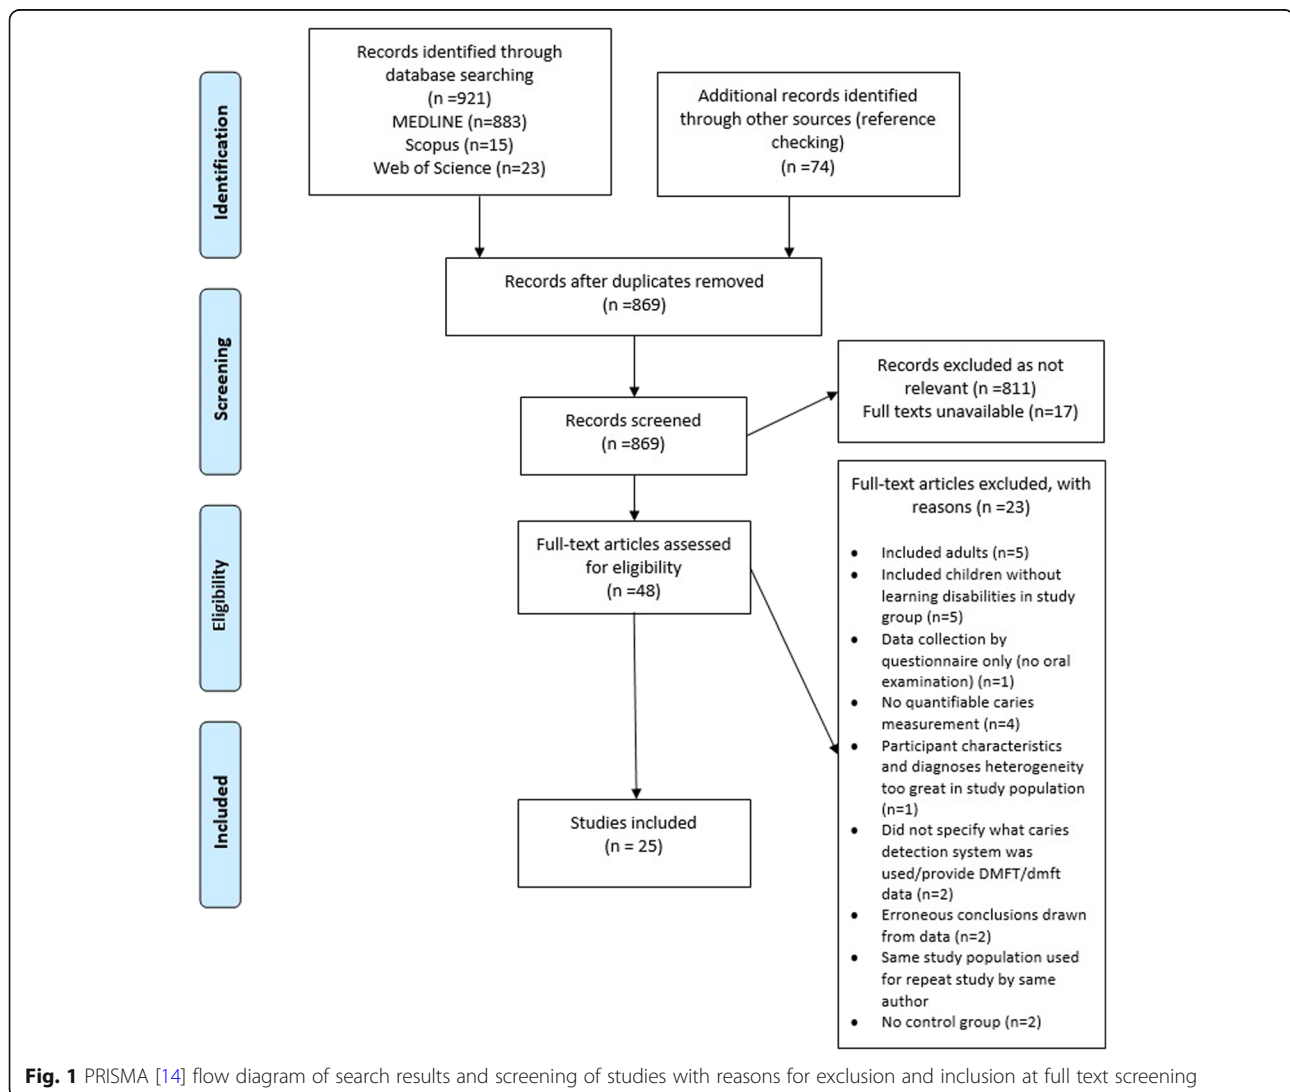 Identification
Records identified through
database searching
(n =921)
MEDLINE (n=883)
Scopus (n=15)
Web of Science (n=23)
Additional records identified
through other sources (reference
checking)
(n =74)
Records after duplicates removed
(n =869)
Screening
Records screened
(n =869)
Records excluded as not
relevant (n =811)
Full texts unavailable (n=17)
Eligibility
Full-text articles assessed
for eligibility
(n =48)
Full-text articles excluded, with
reasons (n =23)
• Included adults (n=5)
• Included children without
learning disabilities in study
group (n=5)
• Data collection by
questionnaire only (no oral
examination) (n=1)
• No quantifiable caries
measurement (n=4)
• Participant characteristics
and diagnoses heterogeneity
too great in study population
(n=1)
• Did not specify what caries
detection system was
used/provide DMFT/dmft
data (n=2)
• Erroneous conclusions drawn
from data (n=2)
• Same study population used
for repeat study by same
author
• No control group (n=2)
Included
Studies included
(n = 25)
Fig. 1 PRISMA [14] flow diagram of search results and screening of studies with reasons for exclusion and inclusion at full text screening